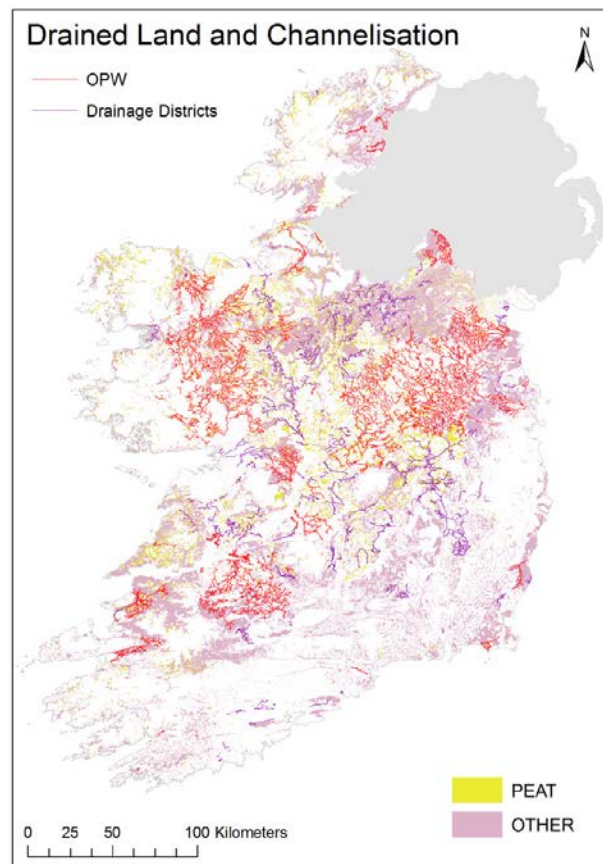 Drained Land and Channelisation
N
OPW
Drainage Districts
PEAT
OTHER
0 25 50 100 Kilometers